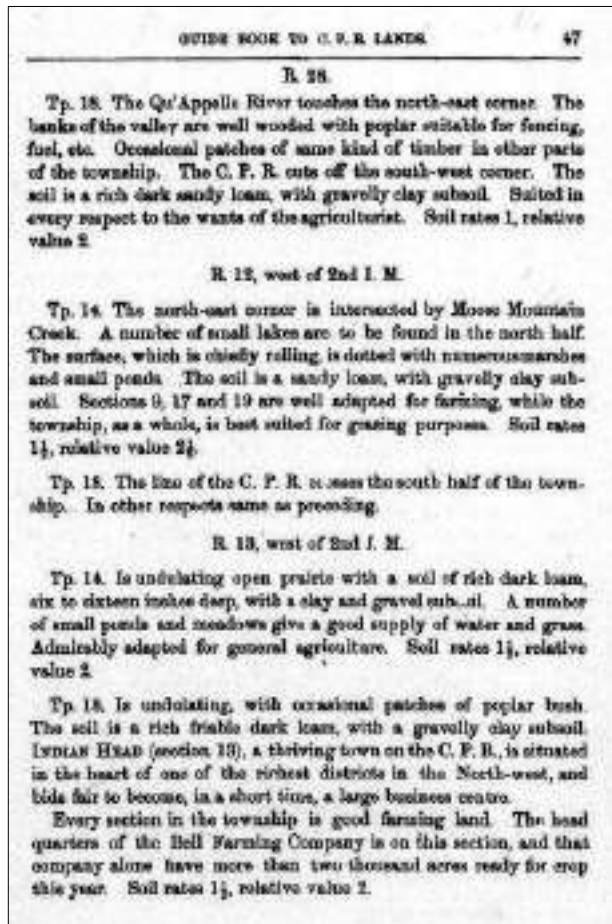 GUIDE BOOK TO C. P. R. LANDS. 47
R. 28.
Tp. 18. The Qu'Appelle River touches the north-east corner. The
banks of the valley are well wooded with poplar suitable for fencing,
fuel, etc. Occasional patches of same kind of timber in other parts
of the township. The C. P. R. cuts off the south-west corner. The
soil is a rich dark sandy loam, with gravelly clay subsoil. Suited in
every respect to the wants of the agriculturist. Soil rates 1, relative
value 2.
R. 12, west of 2nd I. M.
Tp. 14. The north-east corner is intersected by Moose Mountain
Creek. A number of small lakes are to be found in the north half.
The surface, which is chiefly rolling, is dotted with numerous marshes
and small ponds. The soil is a sandy loam, with gravelly clay sub-
soil. Sections 9, 17 and 19 are well adapted for farming, while the
township, as a whole, is best suited for grazing purposes. Soil rates
relative value
Tp. 18. The line of the C. P. R. crosses the south half of the town-
ship. In other respects same as preceding.
R. 13, west of 2nd I. M.
Tp. 14. Is undulating open prairie with a soil of rich dark loam,
six to sixteen inches deep, with a clay and gravel subsoil. A number
of small ponds and meadows give a good supply of water and grass.
Admirably adapted for general agriculture. Soil rates relative
value 2.
Tp. 18. Is undulating, with occasional patches of poplar bush.
The soil is a rich friable dark loam, with a gravelly clay subsoil.
INDIAN HEAD (section 13), a thriving town on the C. P. R., is situated
in the heart of one of the richest districts in the North-west, and
bids fair to become, in a short time, a large business centre.
Every section in the township is good farming land. The head
quarters of the Bell Farming Company is on this section, and that
company alone have more than two thousand acres ready for crop
this year. Soil rates relative value 2.